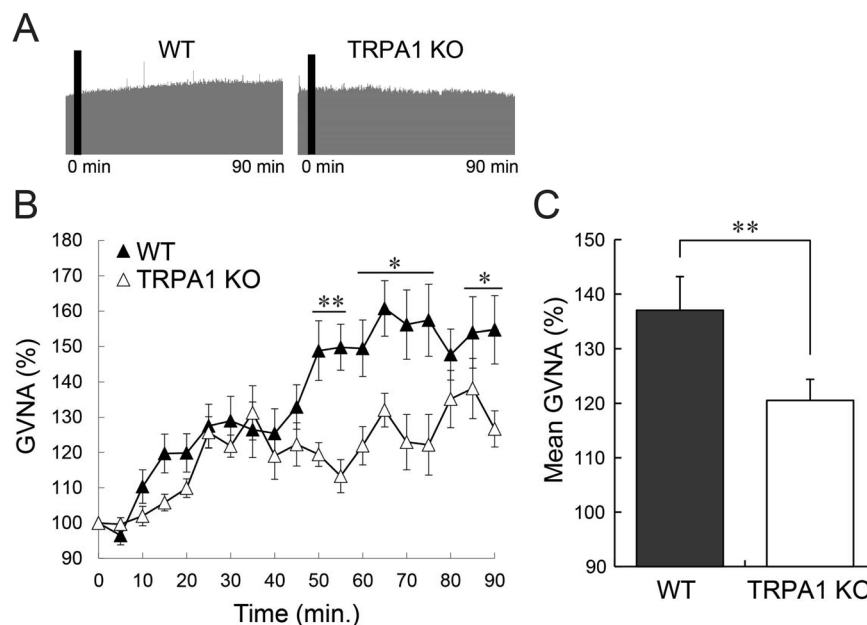 A
WT
TRPA1 KO
0 min
90 min
0 min
90 min
B
180
170
160
150
140
130
120
110
100
90
GVNA (%)
WT
TRPA1 KO
**
*
*
0 10 20 30 40 50 60 70 80 90
Time (min.)
C
**
150
140
130
120
110
100
90
Mean GVNA (%)
WT
TRPA1 KO